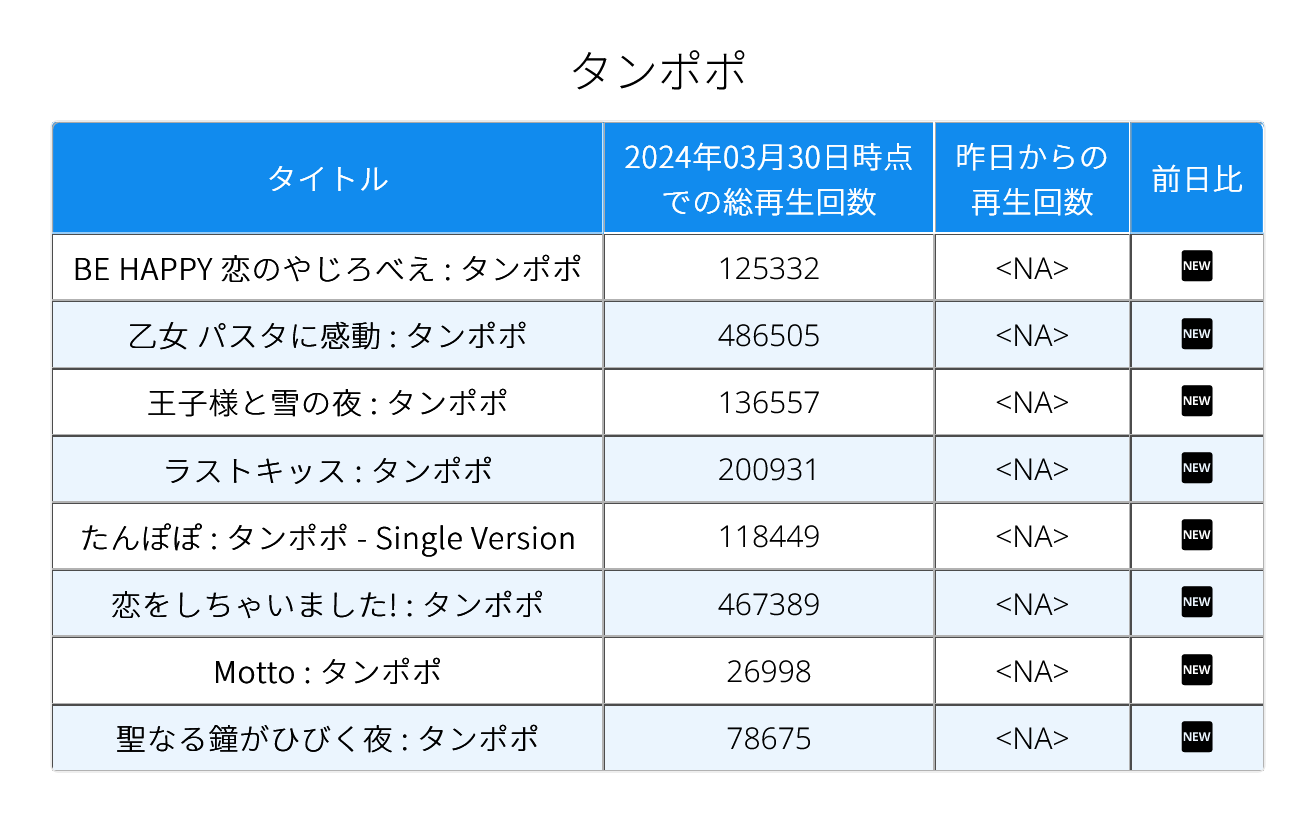 タンポポ
タイトル 2024年03月30日時点 昨日からの 前日比
での総再生回数 再生回数
BE HAPPY 恋のやじろべえ : タンポポ 125332 <NA> NEW
乙女 パスタに感動 : タンポポ 486505 <NA> NEW
王子様と雪の夜 : タンポポ 136557 <NA> NEW
ラストキッス : タンポポ 200931 <NA> NEW
たんぽぽ : タンポポ - Single Version 118449 <NA> NEW
恋をしちゃいました! : タンポポ 467389 <NA> NEW
Motto : タンポポ 26998 <NA> NEW
聖なる鐘がひびく夜 : タンポポ 78675 <NA> NEW